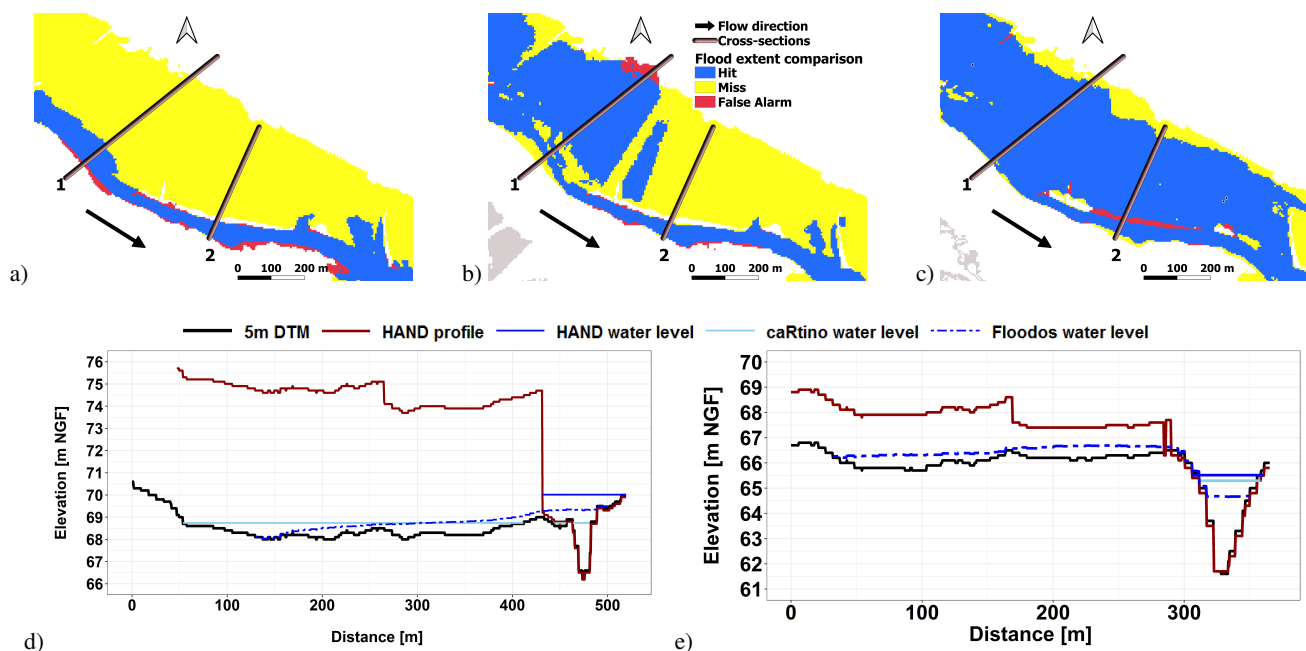 Flow direction
Cross-sections
Flood extent comparison
Hit
Miss
False Alarm
1
2
0 100 200 m
a)
1
2
0 100 200 m
b)
1
2
0 100 200 m
c)
5m DTM HAND profile HAND water level caRtino water level Floodos water level
Elevation [m NGF]
76
75
74
73
72
71
70
69
68
67
66
0 100 200 300 400 500
Distance [m]
d)
Elevation [m NGF]
70
69
68
67
66
65
64
63
62
61
0 100 200 300
Distance [m]
e)